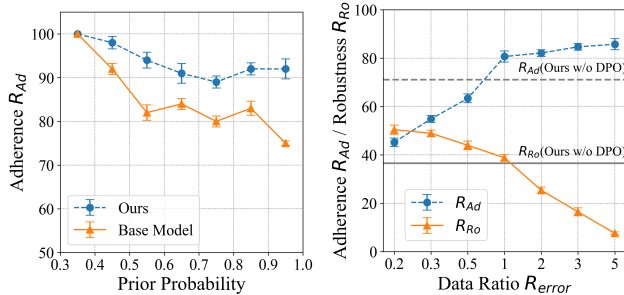 100
90
80
70
60
50
0.3
0.4
0.5
0.6
0.7
0.8
0.9
1.0
Adherence R_Ad
Prior Probability
Ours
Base Model
100
80
60
40
20
0
0.2
0.3
0.5
1
2
3
5
Adherence R_Ad / Robustness R_Ro
Data Ratio R_error
R_Ad(Ours w/o DPO)
R_Ro(Ours w/o DPO)
R_Ad
R_Ro